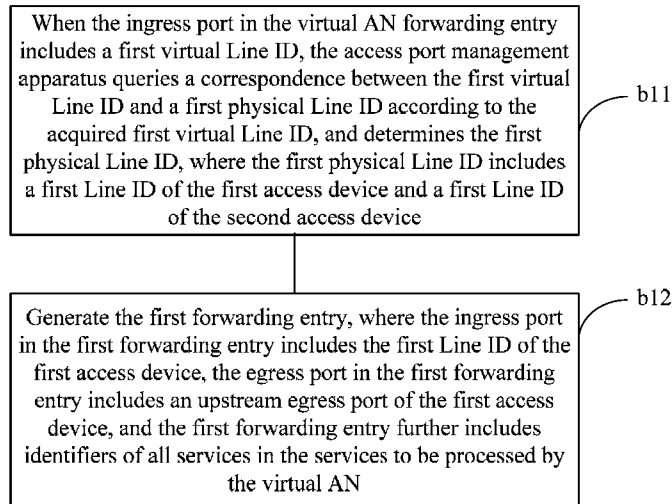 When the ingress port in the virtual AN forwarding entry
includes a first virtual Line ID, the access port management
apparatus queries a correspondence between the first virtual
Line ID and a first physical Line ID according to the
acquired first virtual Line ID, and determines the first
physical Line ID, where the first physical Line ID includes
a first Line ID of the first access device and a first Line ID
of the second access device
b11
Generate the first forwarding entry, where the ingress port
in the first forwarding entry includes the first Line ID of the
first access device, the egress port in the first forwarding
entry includes an upstream egress port of the first access
device, and the first forwarding entry further includes
identifiers of all services in the services to be processed by
the virtual AN
b12